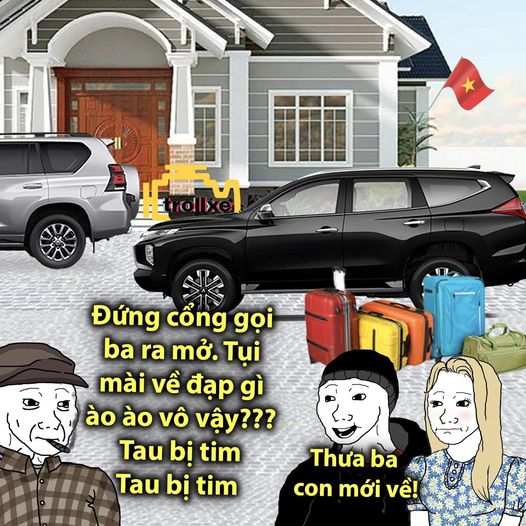 trollxe
Đứng cổng gọi
ba ra mở. Tụi
mài về đạp gì
ào ào vô vậy???
Tau bị tim
Tau bị tim
Thưa ba
con mới về!